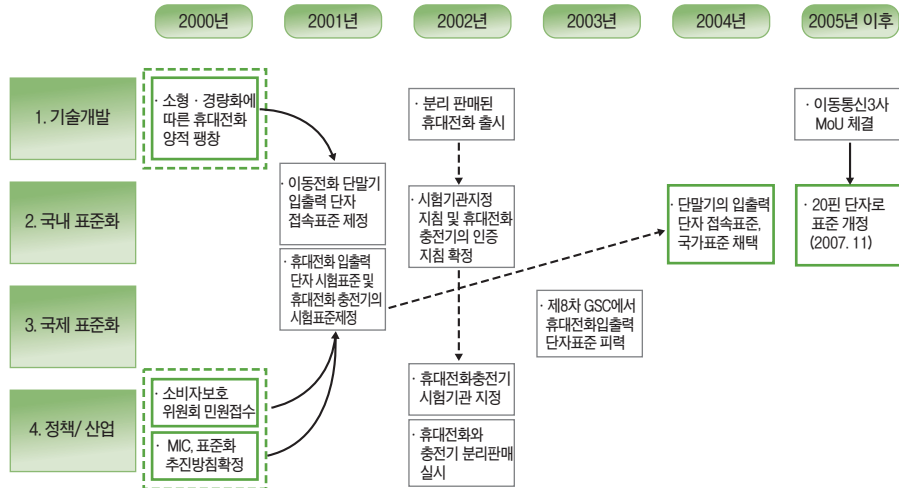 2000년
2001년
2002년
2003년
2004년
2005년 이후
1. 기술개발
· 소형 · 경량화에
따른 휴대전화
양적 팽창
· 분리 판매된
휴대전화 출시
· 이동통신3사
MoU 체결
2. 국내 표준화
· 이동전화 단말기
입출력 단자
접속표준 제정
· 휴대전화 입출력
단자 시험표준 및
휴대전화 충전기의
시험표준제정
· 시험기관지정
지침 및 휴대전화
충전기의 인증
지침 확정
· 단말기의 입출력
단자 접속표준,
국가표준 채택
· 20핀 단자로
표준 개정
(2007. 11)
3. 국제 표준화
· 제8차 GSC에서
휴대전화입출력
단자표준 피력
4. 정책/ 산업
· 소비자보호
위원회 민원접수
· MIC, 표준화
추진방침확정
· 휴대전화충전기
시험기관 지정
· 휴대전화와
충전기 분리판매
실시